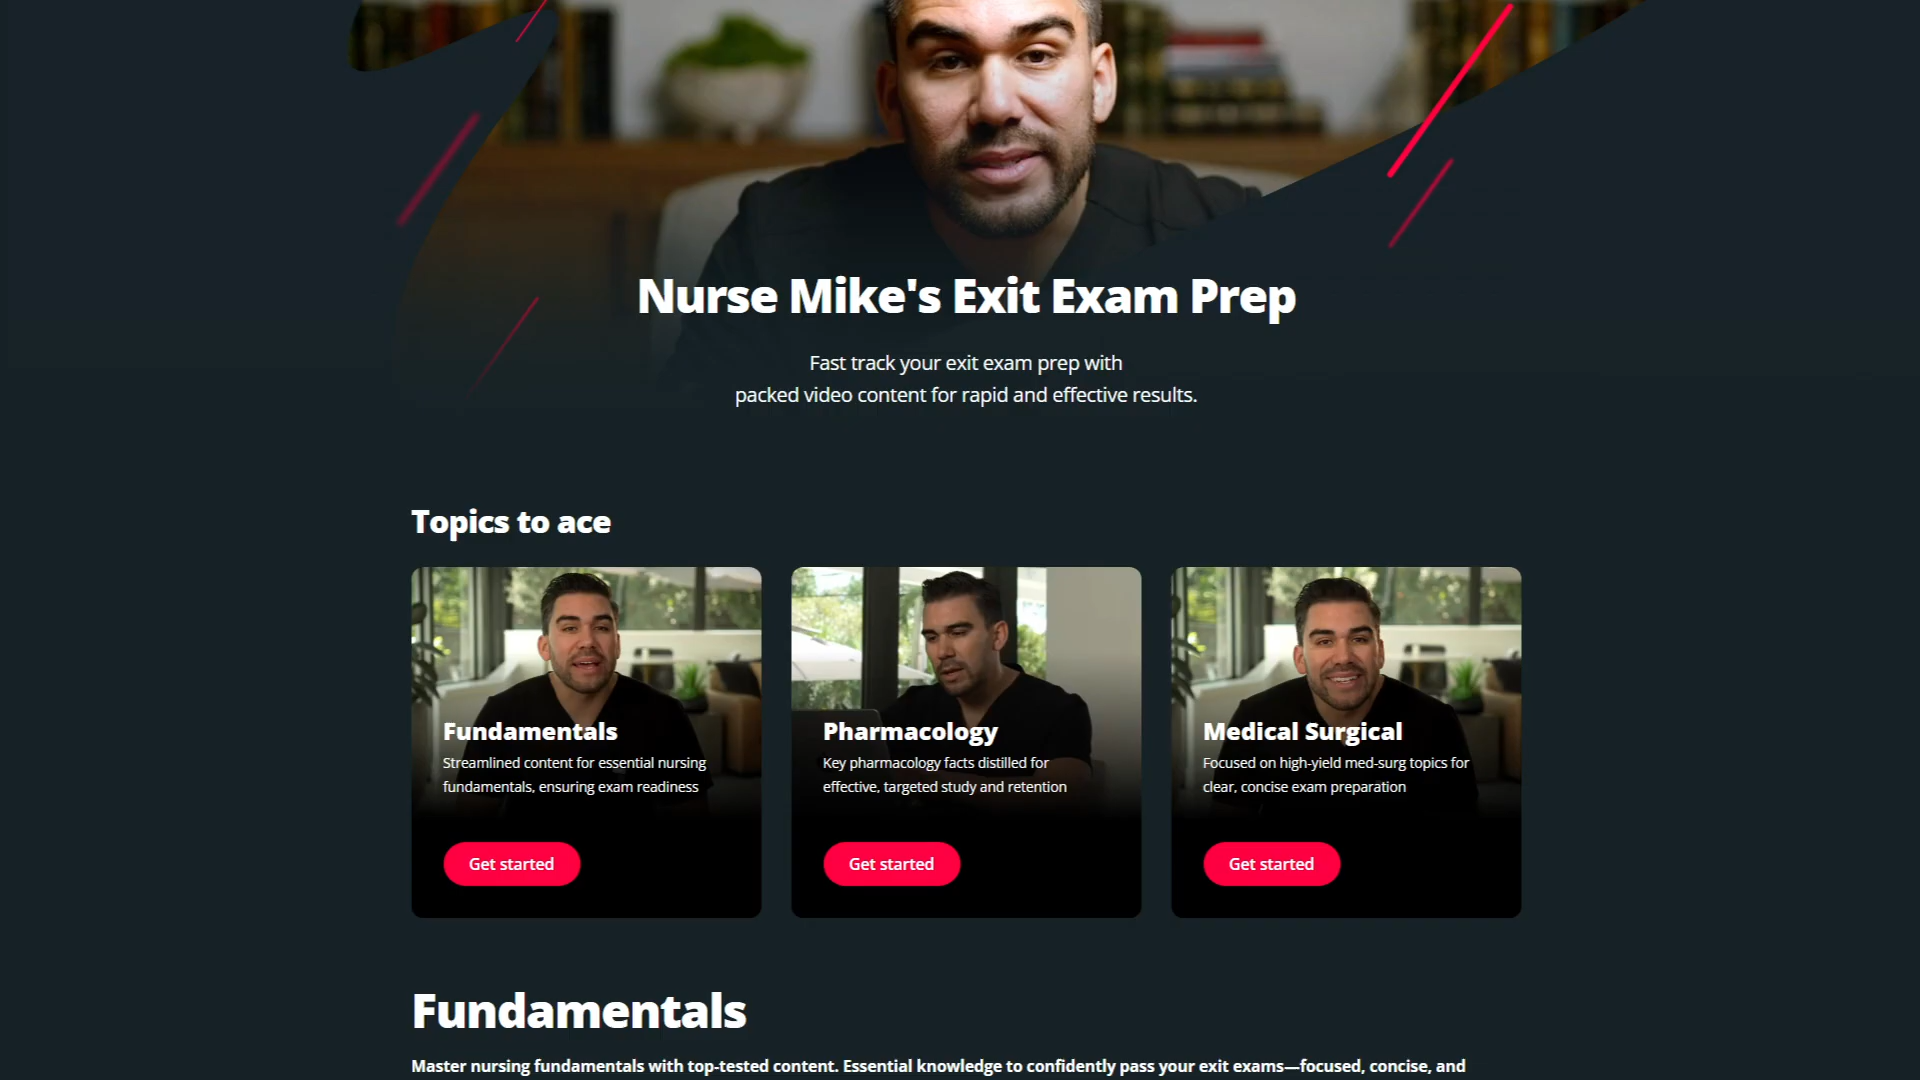 Nurse Mike's Exit Exam Prep
Fast track your exit exam prep with
packed video content for rapid and effective results.
Topics to ace
Fundamentals
Streamlined content for essential nursing
fundamentals, ensuring exam readiness
Get started
Pharmacology
Key pharmacology facts distilled for
effective, targeted study and retention
Get started
Medical Surgical
Focused on high-yield med-surg topics for
clear, concise exam preparation
Get started
Fundamentals
Master nursing fundamentals with top-tested content. Essential knowledge to confidently pass your exit exams—focused, concise, and